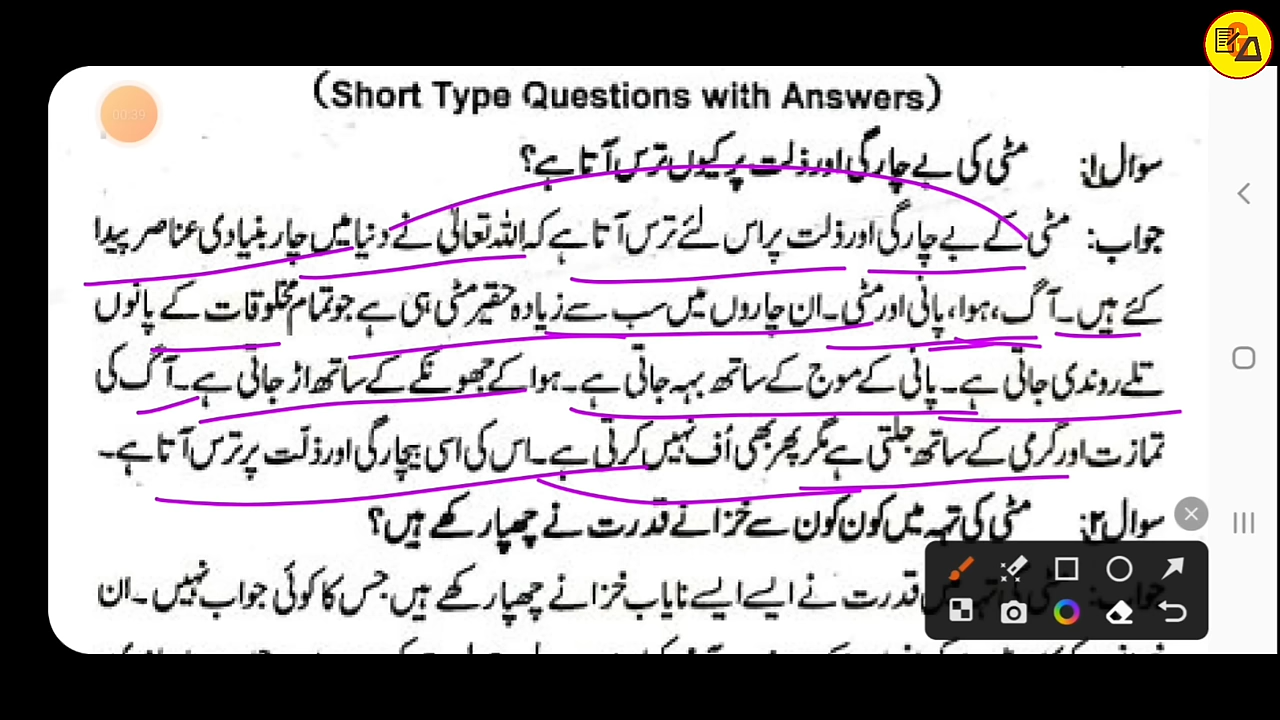 (Short Type Questions with Answers)
00:39
سوال ۱: مٹی کی بے چارگی اور ذلت پر کیوں ترس آتا ہے؟
جواب: مٹی کے بے چارگی اور ذلت پر اس لئے ترس آتا ہے کہ اللہ تعالٰی نے دنیا میں چار بنیادی عناصر پیدا
کئے ہیں۔ آگ، ہوا، پانی اور مٹی۔ ان چاروں میں سب سے زیادہ حقیر مٹی ہی ہے جو تمام مخلوقات کے پانوں
تلے روندی جاتی ہے۔ پانی کے موج کے ساتھ بہہ جاتی ہے۔ ہوا کے جھونکے کے ساتھ اڑ جاتی ہے۔ آگ کی
تمازت اور گرمی کے ساتھ جلتی ہے مگر پھر بھی اُف نہیں کرتی ہے۔ اس کی اسی بیچارگی اور ذلّت پر ترس آتا ہے۔
سوال ۲: مٹی کی تہہ میں کون کون سے خزانے قدرت نے چھپا رکھے ہیں؟
قدرت نے ایسے ایسے نایاب خزانے چھپا رکھے ہیں جس کا کوئی جواب نہیں۔ ان